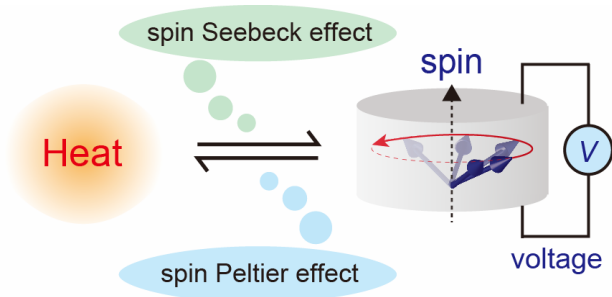 spin Seebeck effect
spin
Heat
V
voltage
spin Peltier effect